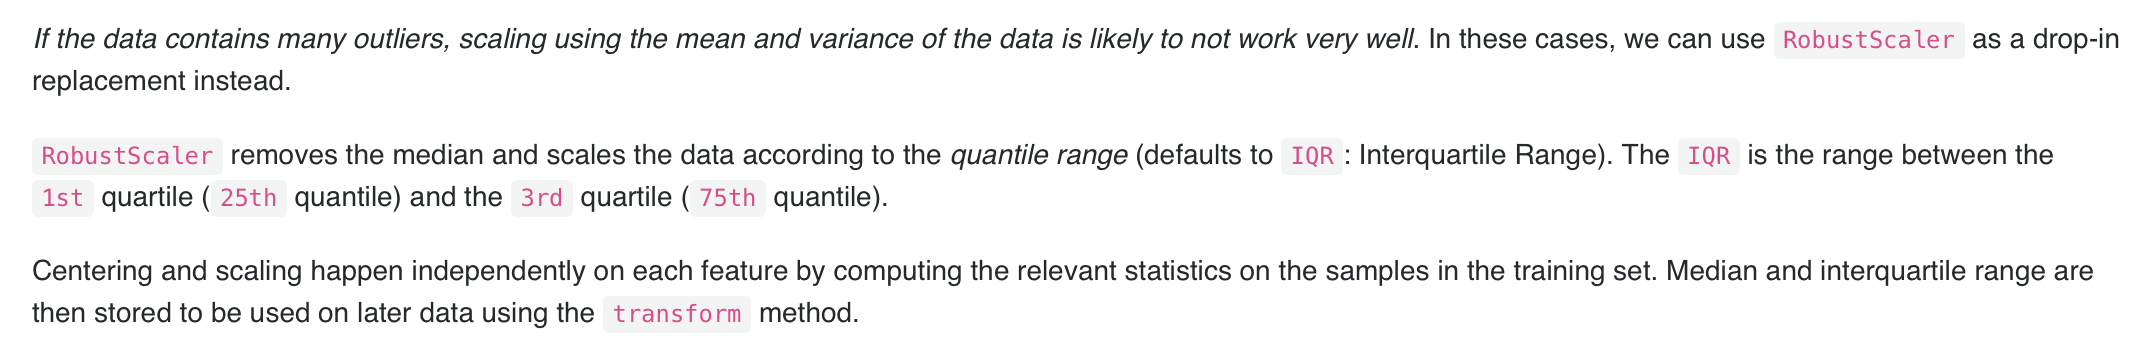 If the data contains many outliers, scaling using the mean and variance of the data is likely to not work very well. In these cases, we can use RobustScaler as a drop-in
replacement instead.
RobustScaler removes the median and scales the data according to the quantile range (defaults to IQR: Interquartile Range). The IQR is the range between the
1st quartile (25th quantile) and the 3rd quartile (75th quantile).
Centering and scaling happen independently on each feature by computing the relevant statistics on the samples in the training set. Median and interquartile range are
then stored to be used on later data using the transform method.